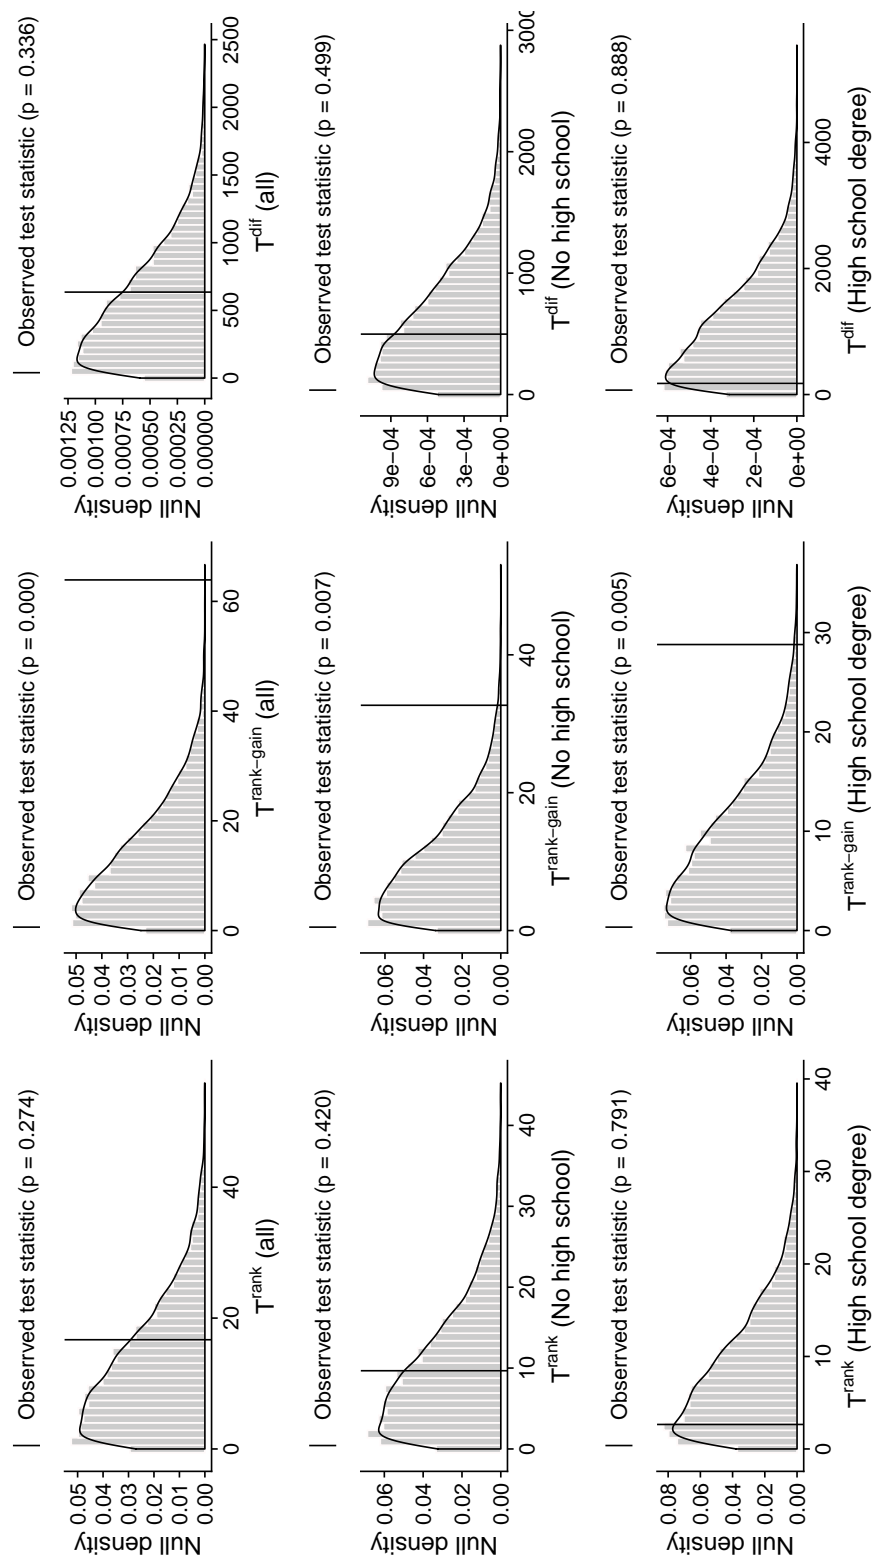 Obserrved test statistic (p = 0.274)
Null density
0.05
0.04
0.03
0.02
0.01
0.00
0 20 40
T^rank (all)
Obserrved test statistic (p = 0.000)
Null density
0.05
0.04
0.03
0.02
0.01
0.00
0 20 40 60
T^rank−gain (all)
Obserrved test statistic (p = 0.336)
Null density
0.00125
0.00100
0.00075
0.00050
0.00025
0.00000
0 500 1000 1500 2000 2500
T^dif (all)
Obserrved test statistic (p = 0.420)
Null density
0.06
0.04
0.02
0.00
0 10 20 30 40
T^rank (No high school)
Obserrved test statistic (p = 0.007)
Null density
0.06
0.04
0.02
0.00
0 20 40
T^rank−gain (No high school)
Obserrved test statistic (p = 0.499)
Null density
9e−04
6e−04
3e−04
0e+00
0 1000 2000
T^dif (No high school)
Obserrved test statistic (p = 0.791)
Null density
0.08
0.06
0.04
0.02
0.00
0 10 20 30 40
T^rank (High school degree)
Obserrved test statistic (p = 0.005)
Null density
0.06
0.04
0.02
0.00
0 10 20 30
T^rank−gain (High school degree)
Obserrved test statistic (p = 0.888)
Null density
6e−04
4e−04
2e−04
0e+00
0 2000 4000
T^dif (High school degree)